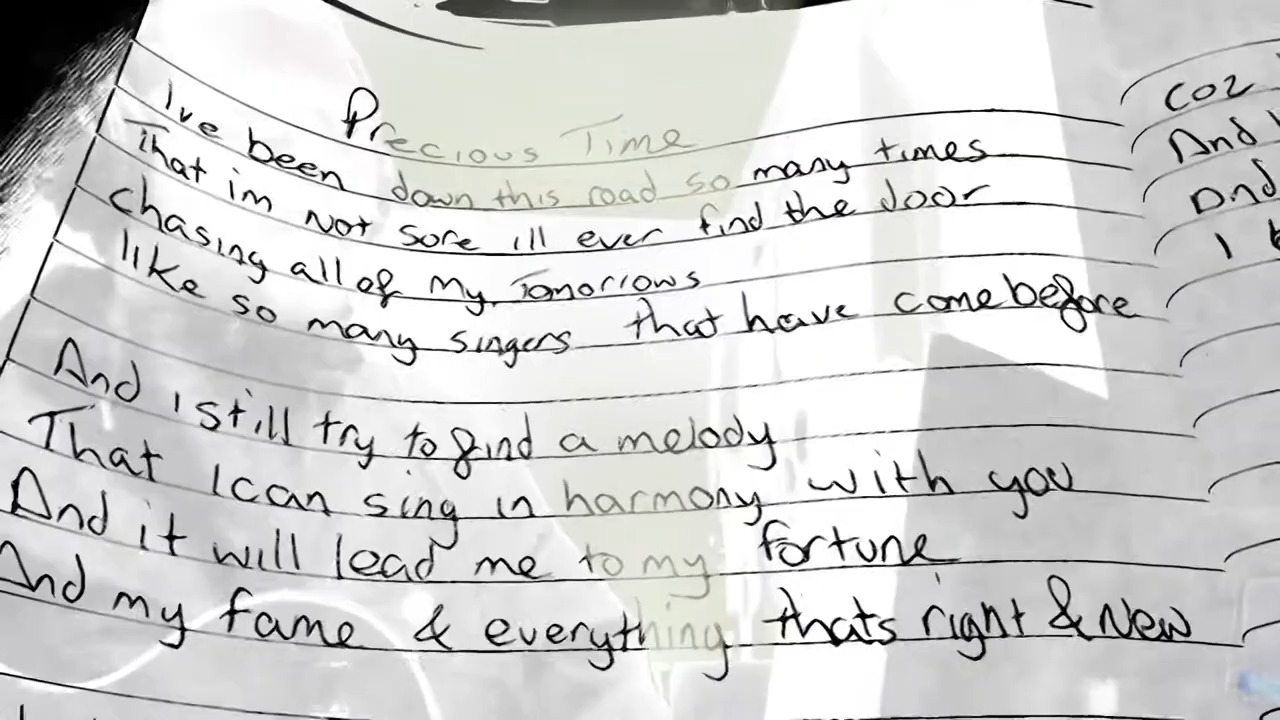 Precious Time
I've been down this road so many times
That im not sore ill ever find the door
chasing all of my Tomorrows
like so many singers that have come before
And I still try to find a melody
That I can sing in harmony with you
And it will lead me to my fortune
And my fame & everything thats right & New
COZ
And
And
I